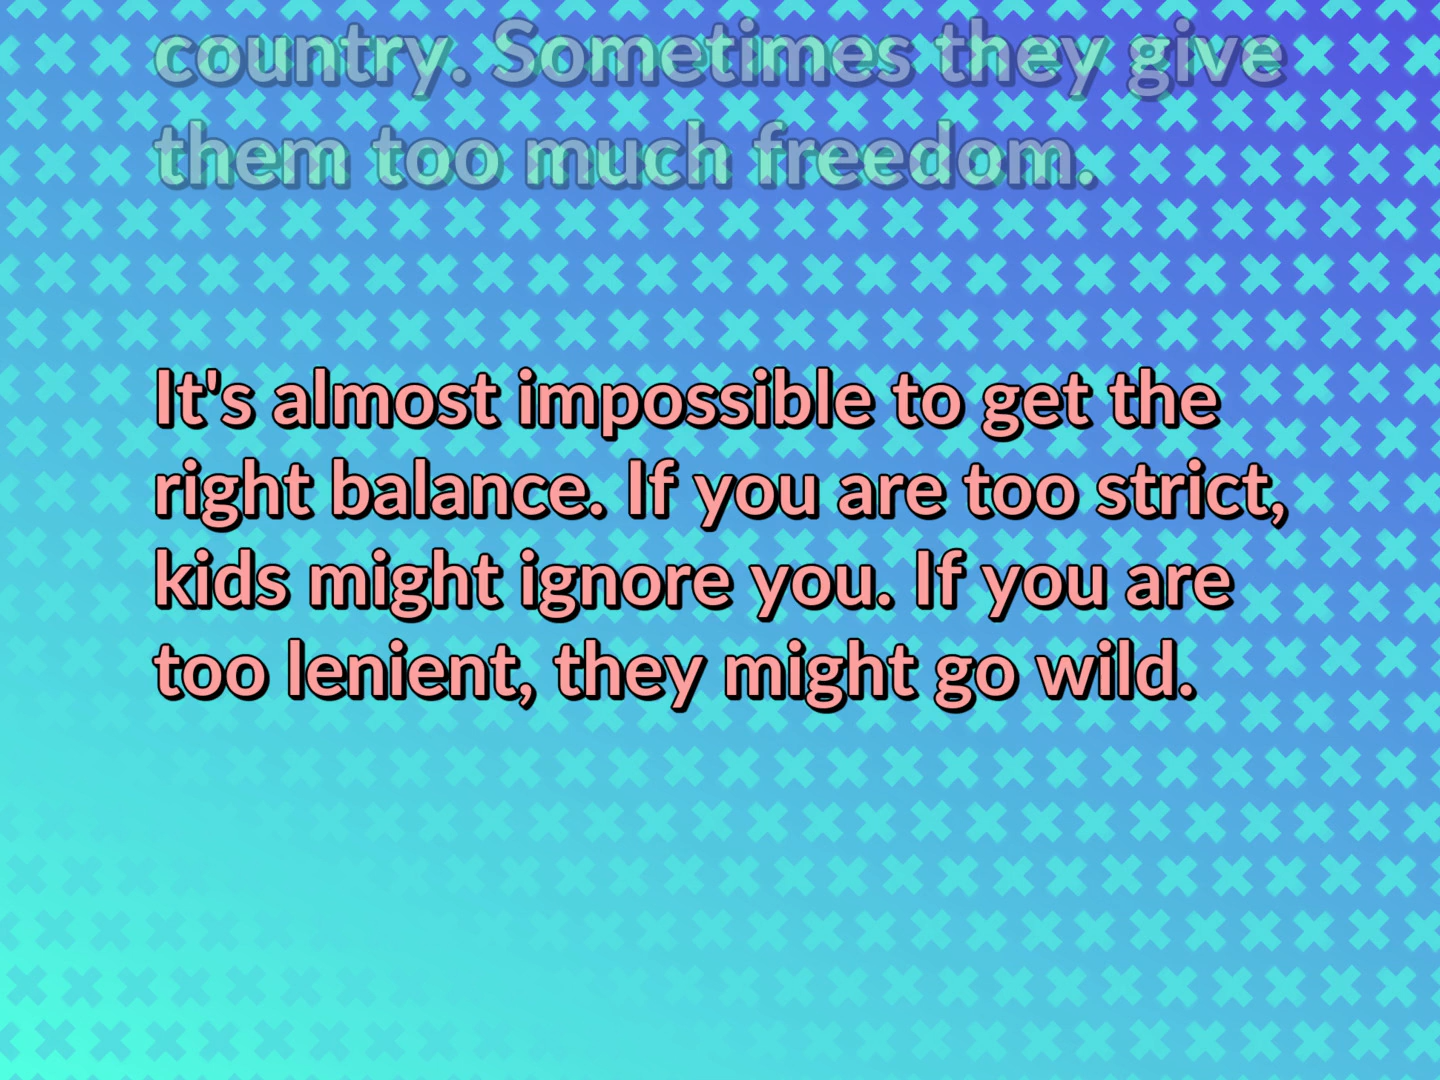 country. Sometimes they give
them too much freedom.
It's almost impossible to get the
right balance. If you are too strict,
kids might ignore you. If you are
too lenient, they might go wild.